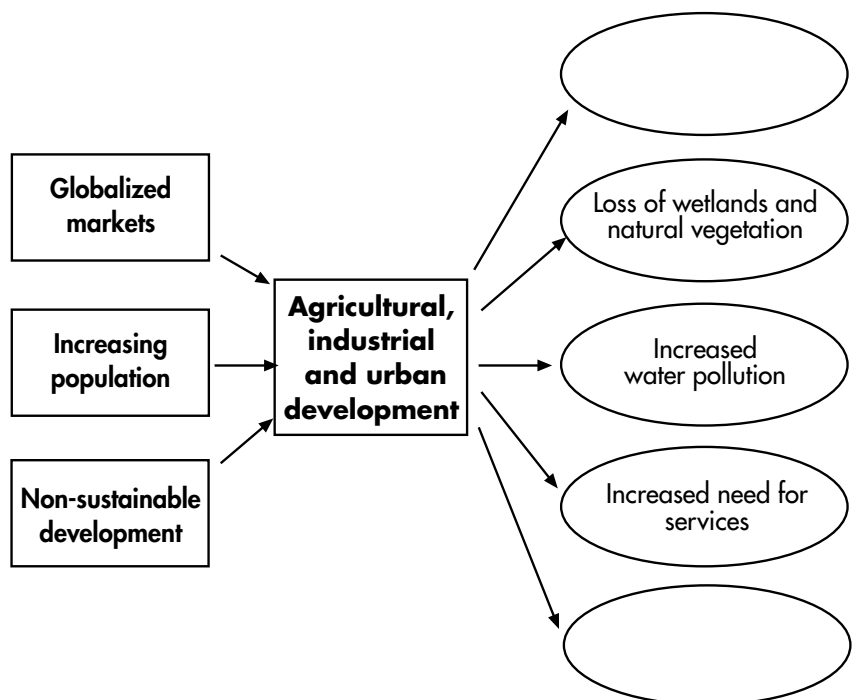 Globalized
markets
Increasing
population
Non-sustainable
development
Agricultural,
industrial
and urban
development
Loss of wetlands and
natural vegetation
Increased
water pollution
Increased need for
services